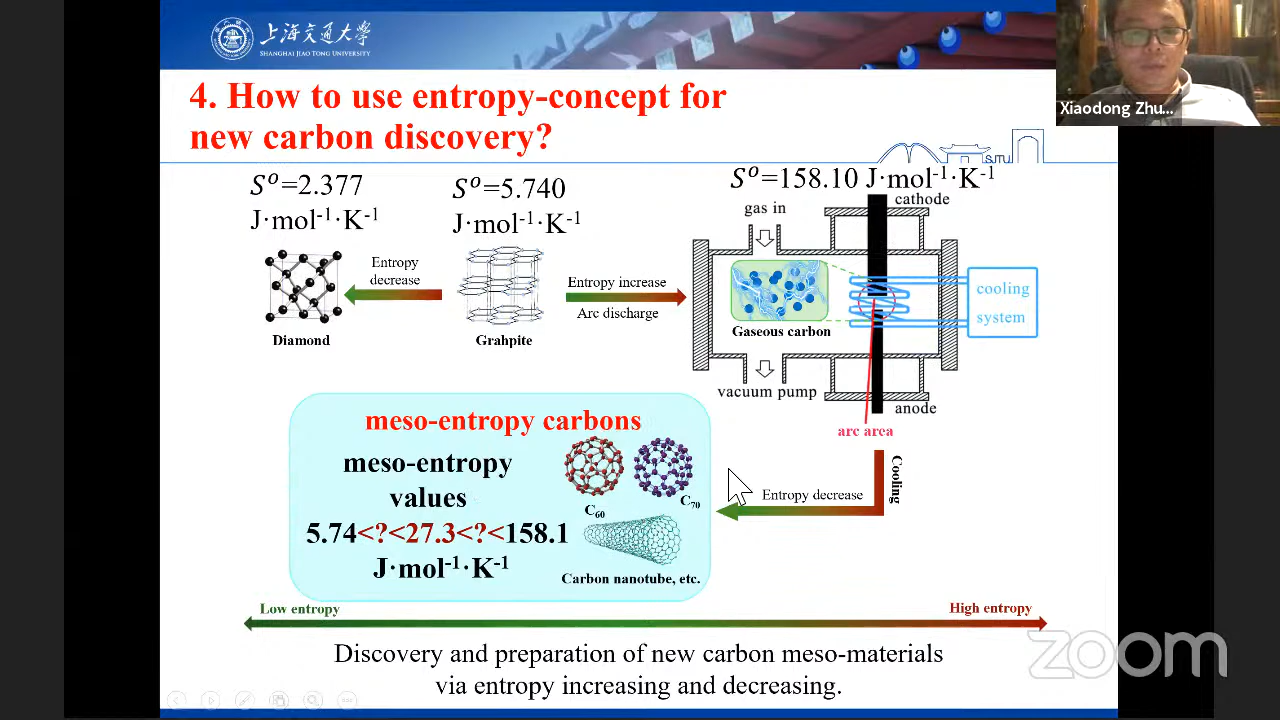 上海交通大学
SHANGHAI JIAO TONG UNIVERSITY
Xiaodong Zhu...
4. How to use entropy-concept for
new carbon discovery?
SJTU
S⁰=2.377
J·mol⁻¹·K⁻¹
S⁰=5.740
J·mol⁻¹·K⁻¹
S⁰=158.10 J·mol⁻¹·K⁻¹
gas in
cathode
Entropy
decrease
Entropy increase
Arc discharge
Diamond
Grahpite
Gaseous carbon
cooling
system
vacuum pump
anode
arc area
meso-entropy carbons
meso-entropy
values
5.74<?<27.3<?<158.1
J·mol⁻¹·K⁻¹
C₆₀
C₇₀
Carbon nanotube, etc.
Cooling
Entropy decrease
Low entropy
High entropy
Discovery and preparation of new carbon meso-materials
via entropy increasing and decreasing.
zoom